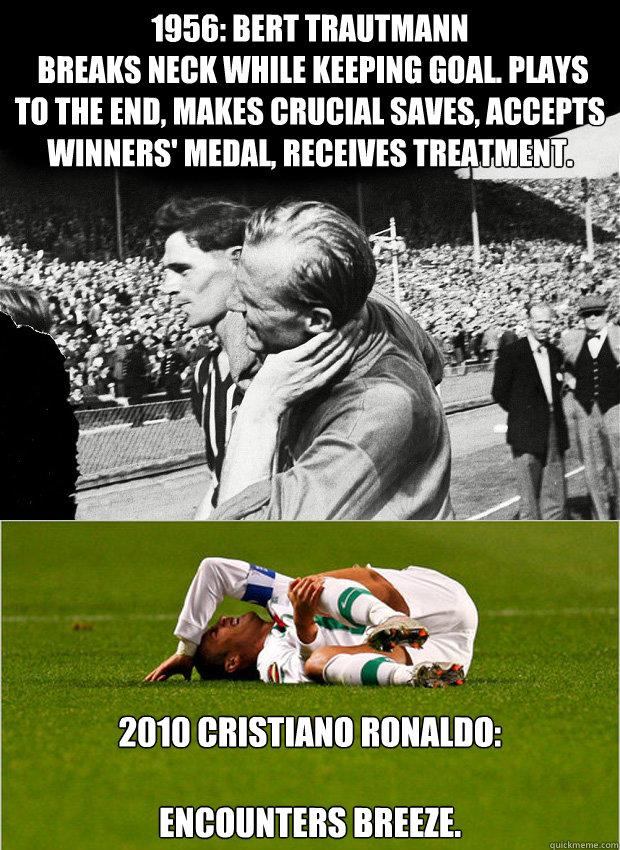 1956: BERT TRAUTMANN
BREAKS NECK WHILE KEEPING GOAL. PLAYS
TO THE END, MAKES CRUCIAL SAVES, ACCEPTS
WINNERS' MEDAL, RECEIVES TREATMENT.
2010 CRISTIANO RONALDO:
ENCOUNTERS BREEZE.
quickmeme.com